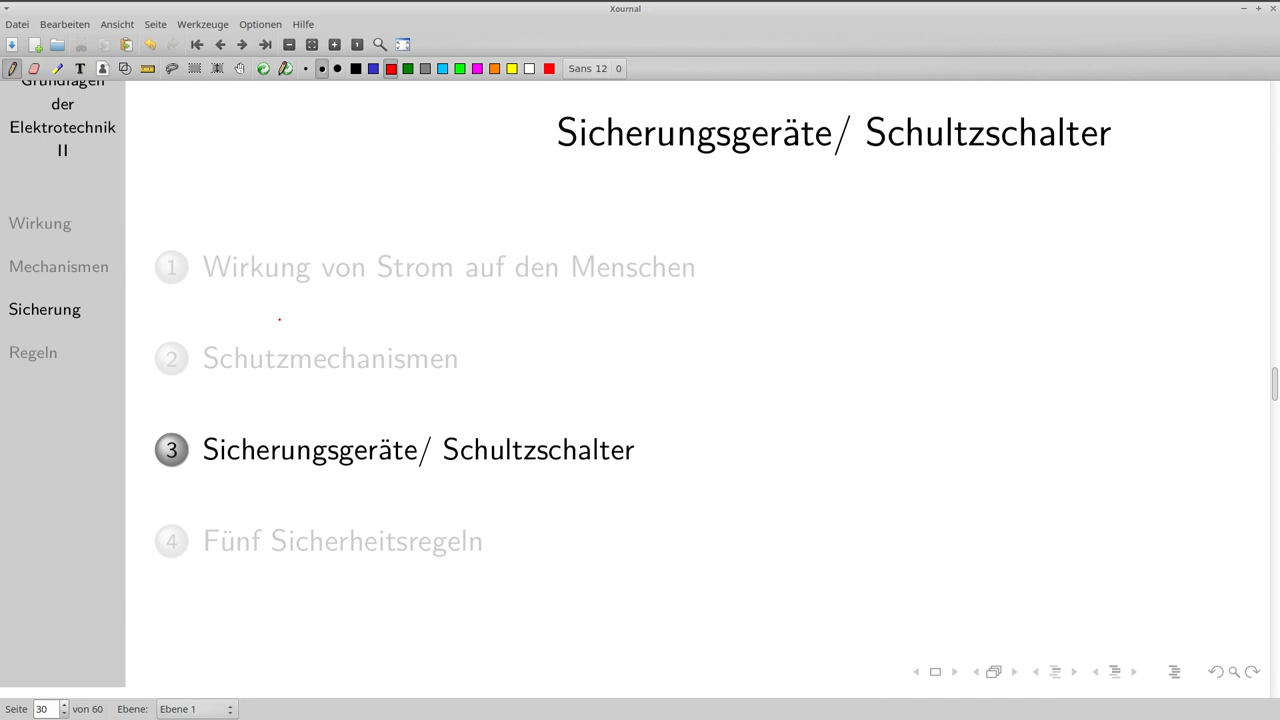 Xournal
Datei Bearbeiten Ansicht Seite Werkzeuge Optionen Hilfe
Sans 12 0
Grundlagen
der
Elektrotechnik
II
Wirkung
Mechanismen
Sicherung
Regeln
Sicherungsgeräte/ Schultzschalter
1 Wirkung von Strom auf den Menschen
2 Schutzmechanismen
3 Sicherungsgeräte/ Schultzschalter
4 Fünf Sicherheitsregeln
Seite 30 von 60 Ebene: Ebene 1